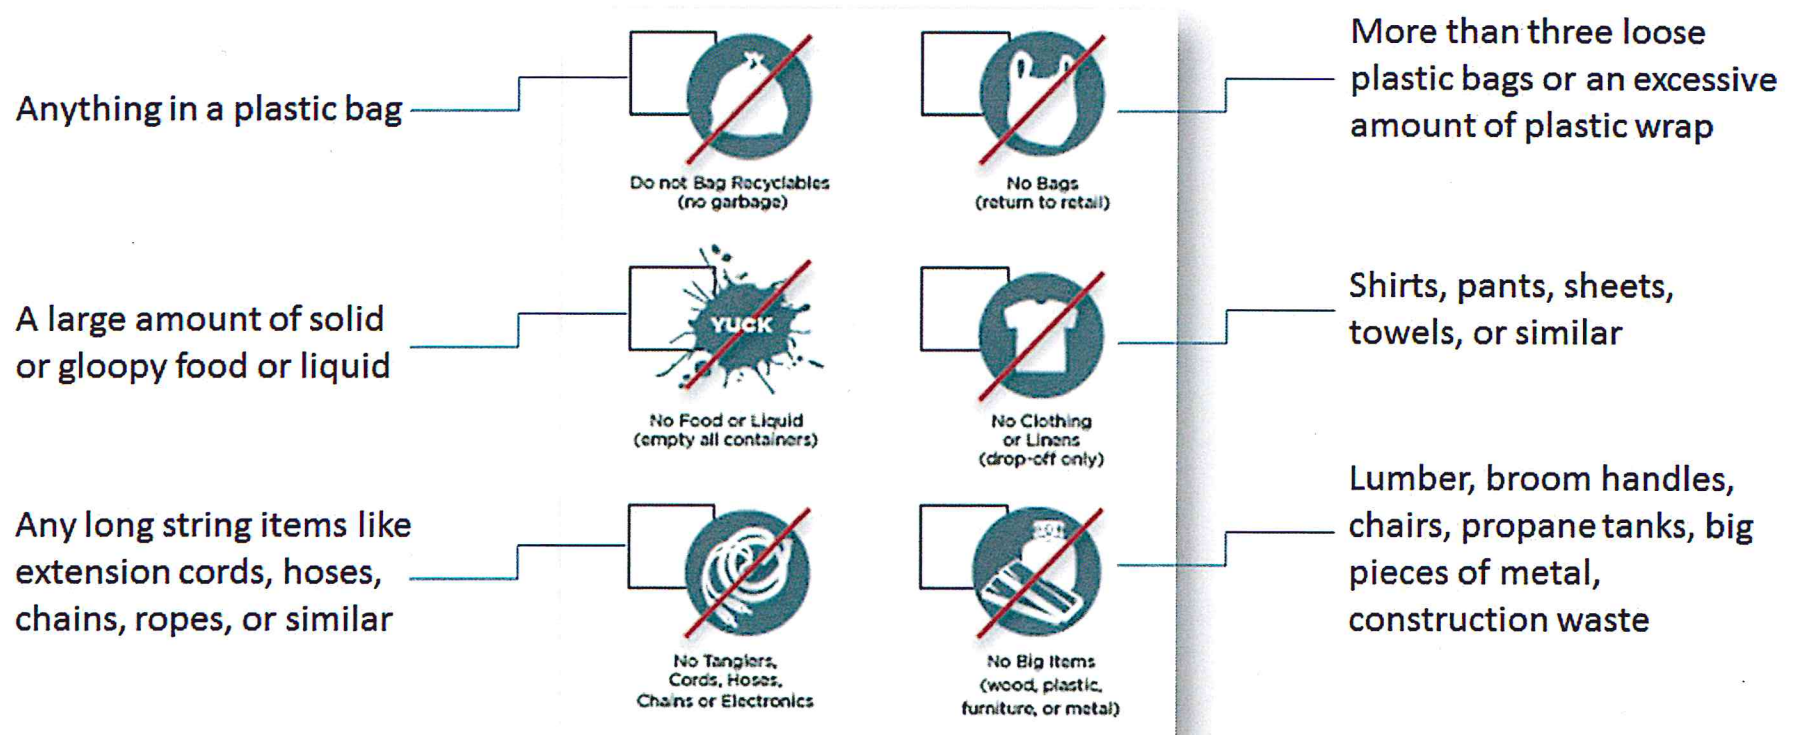 Anything in a plastic bag
Do not Bag Recyclables
(no garbage)
No Bags
(return to retail)
More than three loose
plastic bags or an excessive
amount of plastic wrap
A large amount of solid
or gloopy food or liquid
YUCK
No Food or Liquid
(empty all containers)
No Clothing
or Linens
(drop-off only)
Shirts, pants, sheets,
towels, or similar
Any long string items like
extension cords, hoses,
chains, ropes, or similar
No Tanglers,
Cords, Hoses,
Chains or Electronics
No Big Items
(wood, plastic,
furniture, or metal)
Lumber, broom handles,
chairs, propane tanks, big
pieces of metal,
construction waste